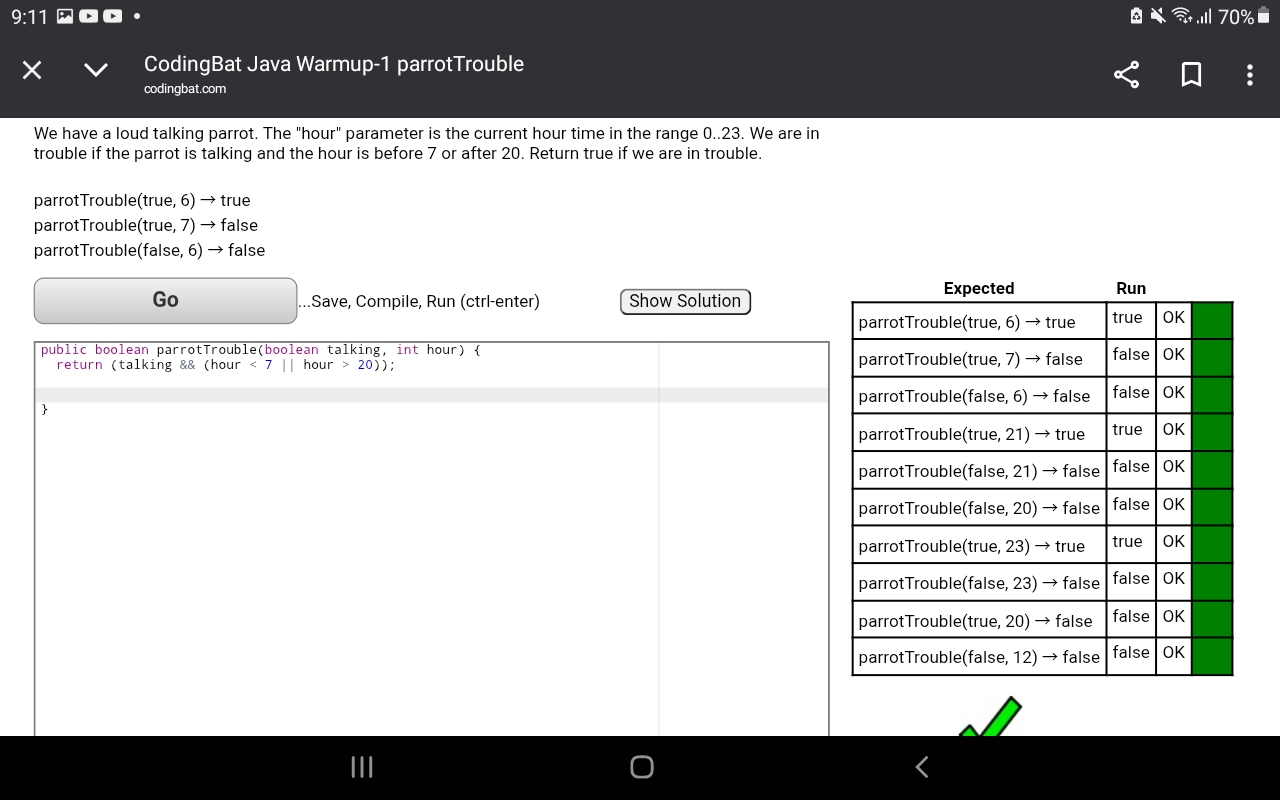 9:11 70%
CodingBat Java Warmup-1 parrotTrouble
codingbat.com
We have a loud talking parrot. The "hour" parameter is the current hour time in the range 0..23. We are in
trouble if the parrot is talking and the hour is before 7 or after 20. Return true if we are in trouble.
parrotTrouble(true, 6) → true
parrotTrouble(true, 7) → false
parrotTrouble(false, 6) → false
Go ...Save, Compile, Run (ctrl-enter) Show Solution
public boolean parrotTrouble(boolean talking, int hour) {
return (talking && (hour < 7 || hour > 20));
}
Expected Run
parrotTrouble(true, 6) → true true OK
parrotTrouble(true, 7) → false false OK
parrotTrouble(false, 6) → false false OK
parrotTrouble(true, 21) → true true OK
parrotTrouble(false, 21) → false false OK
parrotTrouble(false, 20) → false false OK
parrotTrouble(true, 23) → true true OK
parrotTrouble(false, 23) → false false OK
parrotTrouble(true, 20) → false false OK
parrotTrouble(false, 12) → false false OK